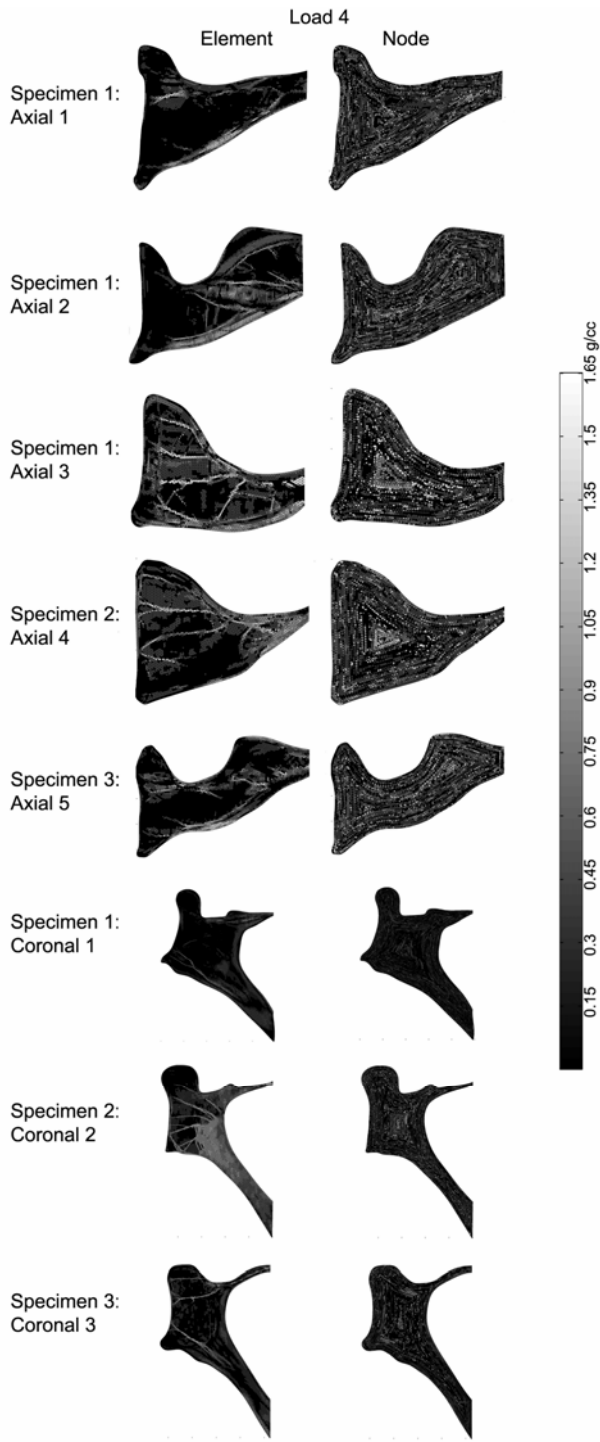 Load 4
Element Node
Specimen 1:
Axial 1
Specimen 1:
Axial 2
Specimen 1:
Axial 3
Specimen 2:
Axial 4
Specimen 3:
Axial 5
Specimen 1:
Coronal 1
Specimen 2:
Coronal 2
Specimen 3:
Coronal 3
1.65 g/cc
1.5
1.35
1.2
1.05
0.9
0.75
0.6
0.45
0.3
0.15